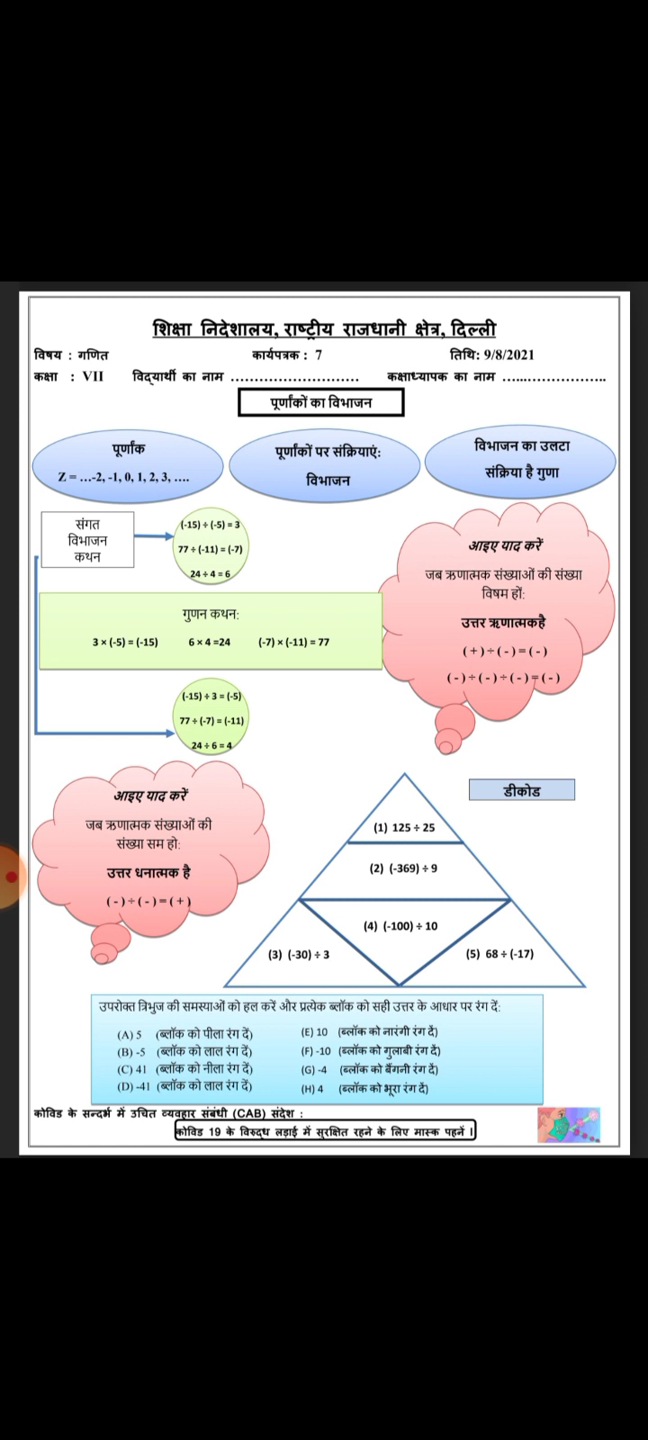 शिक्षा निदेशालय, राष्ट्रीय राजधानी क्षेत्र, दिल्ली
विषय : गणित कार्यपत्रक : 7 तिथि: 9/8/2021
कक्षा : VII विद्यार्थी का नाम ........................... कक्षाध्यापक का नाम ......................
पूर्णांकों का विभाजन
पूर्णांक
Z = …-2, -1, 0, 1, 2, 3, ….
पूर्णांकों पर संक्रियाएं:
विभाजन
विभाजन का उलटा
संक्रिया है गुणा
संगत
विभाजन
कथन
(-15) ÷ (-5) = 3
77 ÷ (-11) = (-7)
24 ÷ 4 = 6
आइए याद करें
जब ऋणात्मक संख्याओं की संख्या
विषम हों:
उत्तर ऋणात्मकहै
( + ) ÷ ( - ) = ( - )
( - ) ÷ ( - ) ÷ ( - ) = ( - )
गुणन कथन:
3 × (-5) = (-15) 6 × 4 =24 (-7) × (-11) = 77
(-15) ÷ 3 = (-5)
77 ÷ (-7) = (-11)
24 ÷ 6 = 4
आइए याद करें
जब ऋणात्मक संख्याओं की
संख्या सम हो:
उत्तर धनात्मक है
( - ) ÷ ( - ) = ( + )
डीकोड
(1) 125 ÷ 25
(2) (-369) ÷ 9
(4) (-100) ÷ 10
(3) (-30) ÷ 3 (5) 68 ÷ (-17)
उपरोक्त त्रिभुज की समस्याओं को हल करें और प्रत्येक ब्लॉक को सही उत्तर के आधार पर रंग दें:
(A) 5 (ब्लॉक को पीला रंग दें) (E) 10 (ब्लॉक को नारंगी रंग दें)
(B) -5 (ब्लॉक को लाल रंग दें) (F) -10 (ब्लॉक को गुलाबी रंग दें)
(C) 41 (ब्लॉक को नीला रंग दें) (G) -4 (ब्लॉक को बैंगनी रंग दें)
(D) -41 (ब्लॉक को लाल रंग दें) (H) 4 (ब्लॉक को भूरा रंग दें)
कोविड के सन्दर्भ में उचित व्यवहार संबंधी (CAB) संदेश :
कोविड 19 के विरुद्ध लड़ाई में सुरक्षित रहने के लिए मास्क पहनें ।